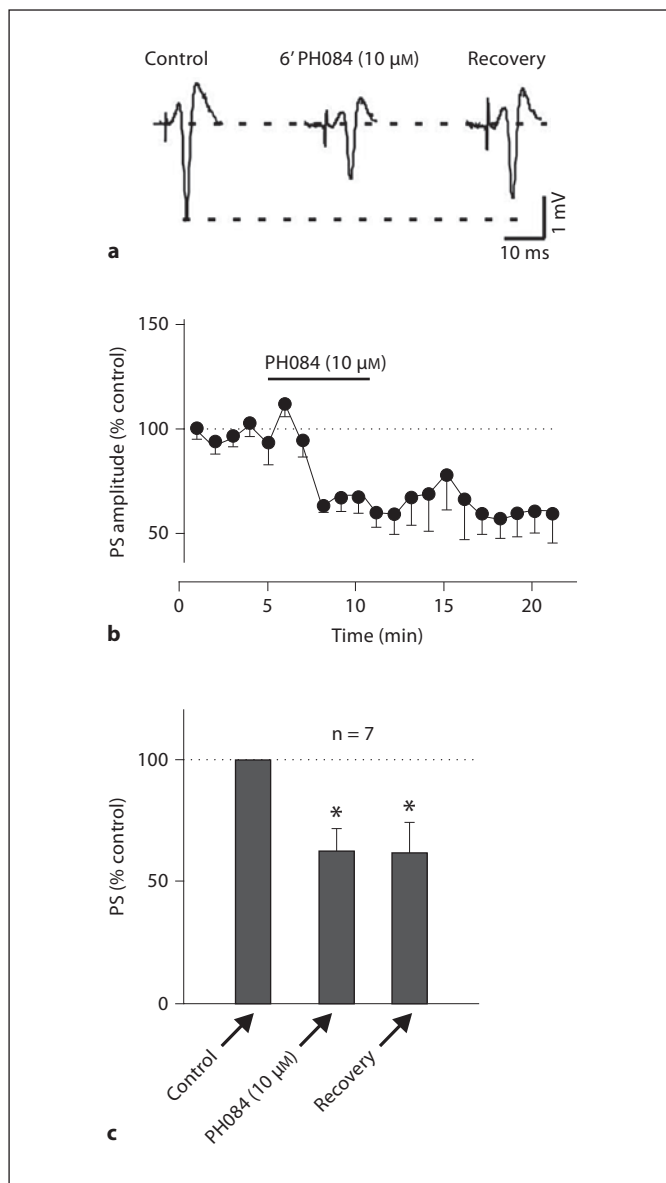 Control 6' PH084 (10 µM) Recovery
1 mV
10 ms
a
150
PH084 (10 µM)
100
50
PS amplitude (% control)
0 5 10 15 20
Time (min)
b
n = 7
100
* *
50
PS (% control)
0
Control
PH084 (10 µM)
Recovery
c